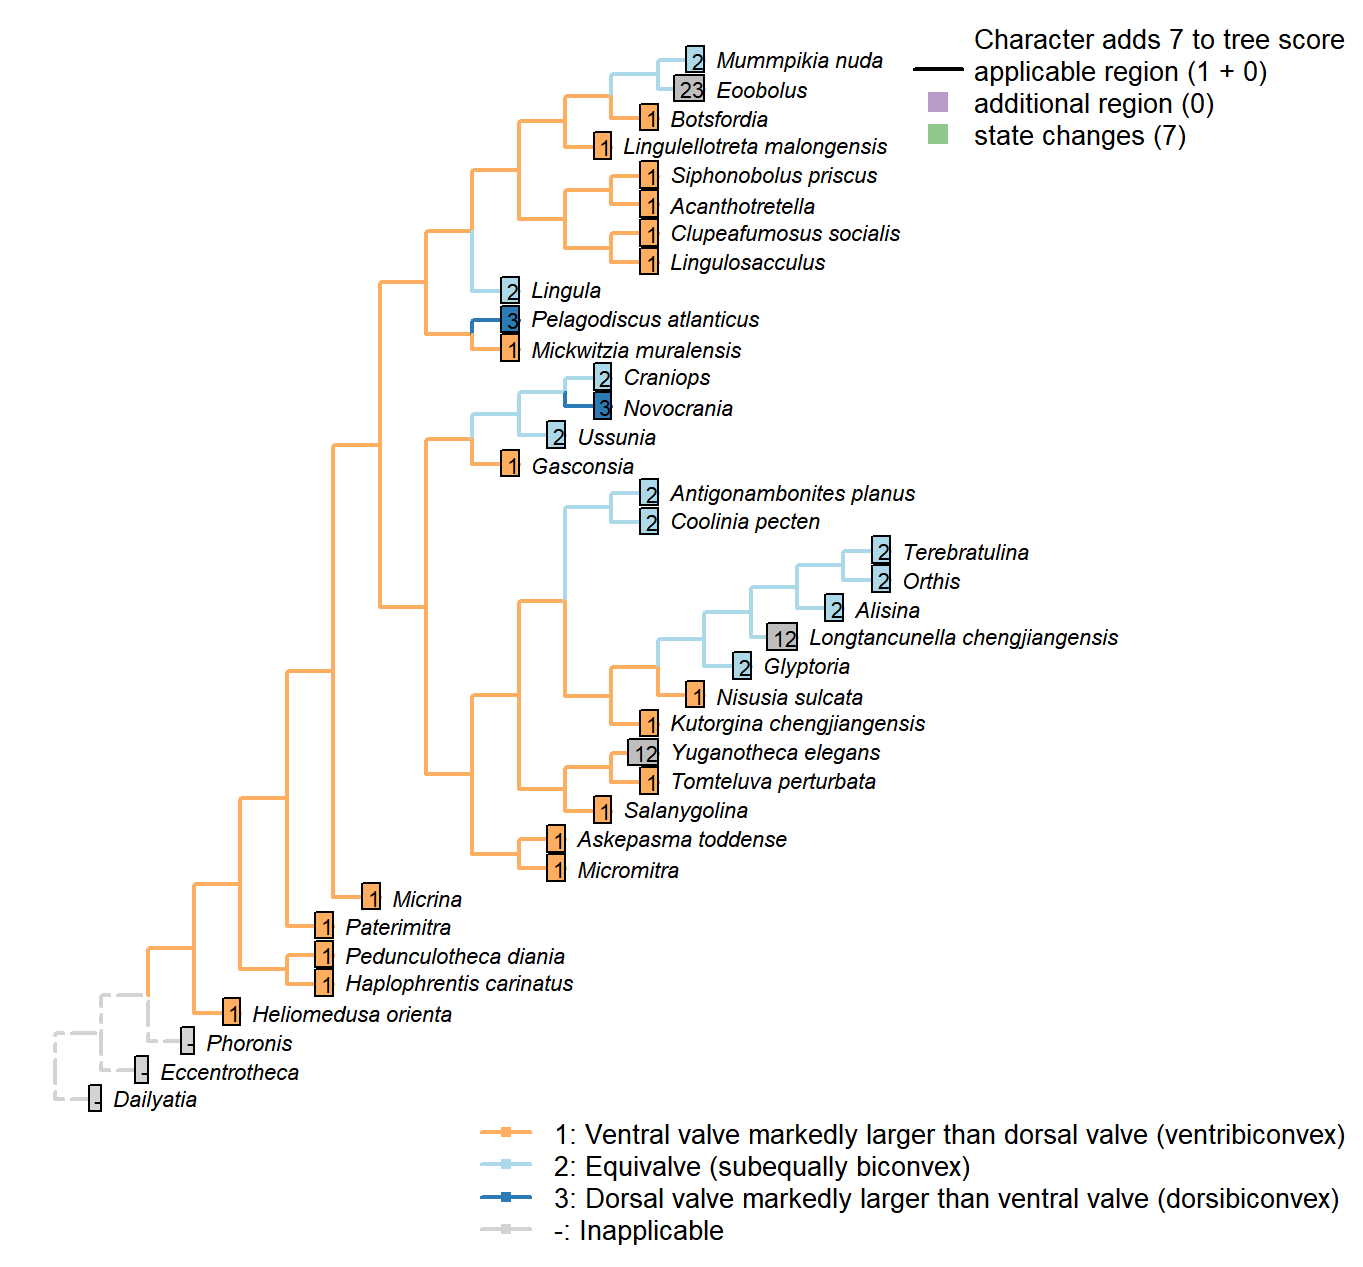 Character adds 7 to tree score
applicable region (1 + 0)
additional region (0)
state changes (7)
2 Mummpikia nuda
23 Eoobolus
1 Botsfordia
1 Lingulellotreta malongensis
1 Siphonobolus priscus
1 Acanthotretella
1 Clupeafumosus socialis
1 Lingulosacculus
2 Lingula
3 Pelagodiscus atlanticus
1 Mickwitzia muralensis
2 Craniops
3 Novocrania
2 Ussunia
1 Gasconsia
2 Antigonambonites planus
2 Coolinia pecten
2 Terebratulina
2 Orthis
2 Alisina
12 Longtancunella chengjiangensis
2 Glyptoria
1 Nisusia sulcata
1 Kutorgina chengjiangensis
12 Yuganotheca elegans
1 Tomteluva perturbata
1 Salanygolina
1 Askepasma toddense
1 Micromitra
1 Micrina
1 Paterimitra
1 Pedunculotheca diania
1 Haplophrentis carinatus
1 Heliomedusa orienta
- Phoronis
- Eccentrotheca
- Dailyatia
1: Ventral valve markedly larger than dorsal valve (ventribiconvex)
2: Equivalve (subequally biconvex)
3: Dorsal valve markedly larger than ventral valve (dorsibiconvex)
-: Inapplicable